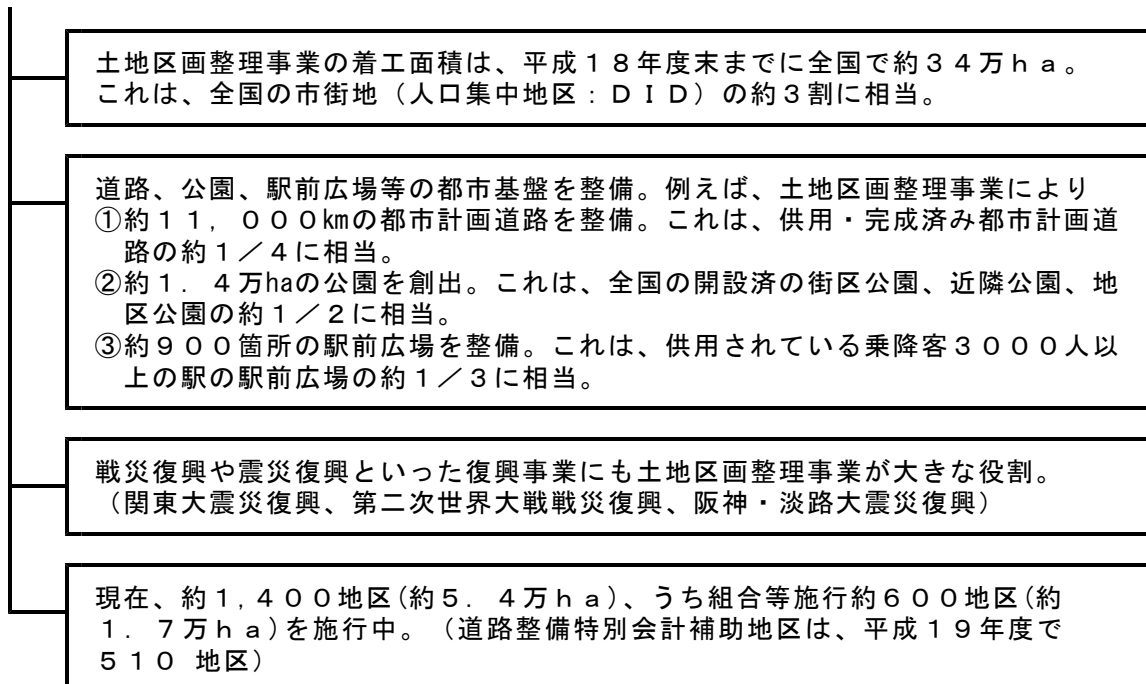 土地区画整理事業の着工面積は、平成１８年度末までに全国で約３４万ｈａ。
これは、全国の市街地（人口集中地区：ＤＩＤ）の約３割に相当。
道路、公園、駅前広場等の都市基盤を整備。例えば、土地区画整理事業により
①約１１，０００㎞の都市計画道路を整備。これは、供用・完成済み都市計画道
路の約１／４に相当。
②約１．４万haの公園を創出。これは、全国の開設済の街区公園、近隣公園、地
区公園の約１／２に相当。
③約９００箇所の駅前広場を整備。これは、供用されている乗降客３０００人以
上の駅の駅前広場の約１／３に相当。
戦災復興や震災復興といった復興事業にも土地区画整理事業が大きな役割。
（関東大震災復興、第二次世界大戦戦災復興、阪神・淡路大震災復興）
現在、約１,４００地区(約５．４万ｈａ)、うち組合等施行約６００地区(約
１．７万ｈａ)を施行中。（道路整備特別会計補助地区は、平成１９年度で
５１０ 地区）